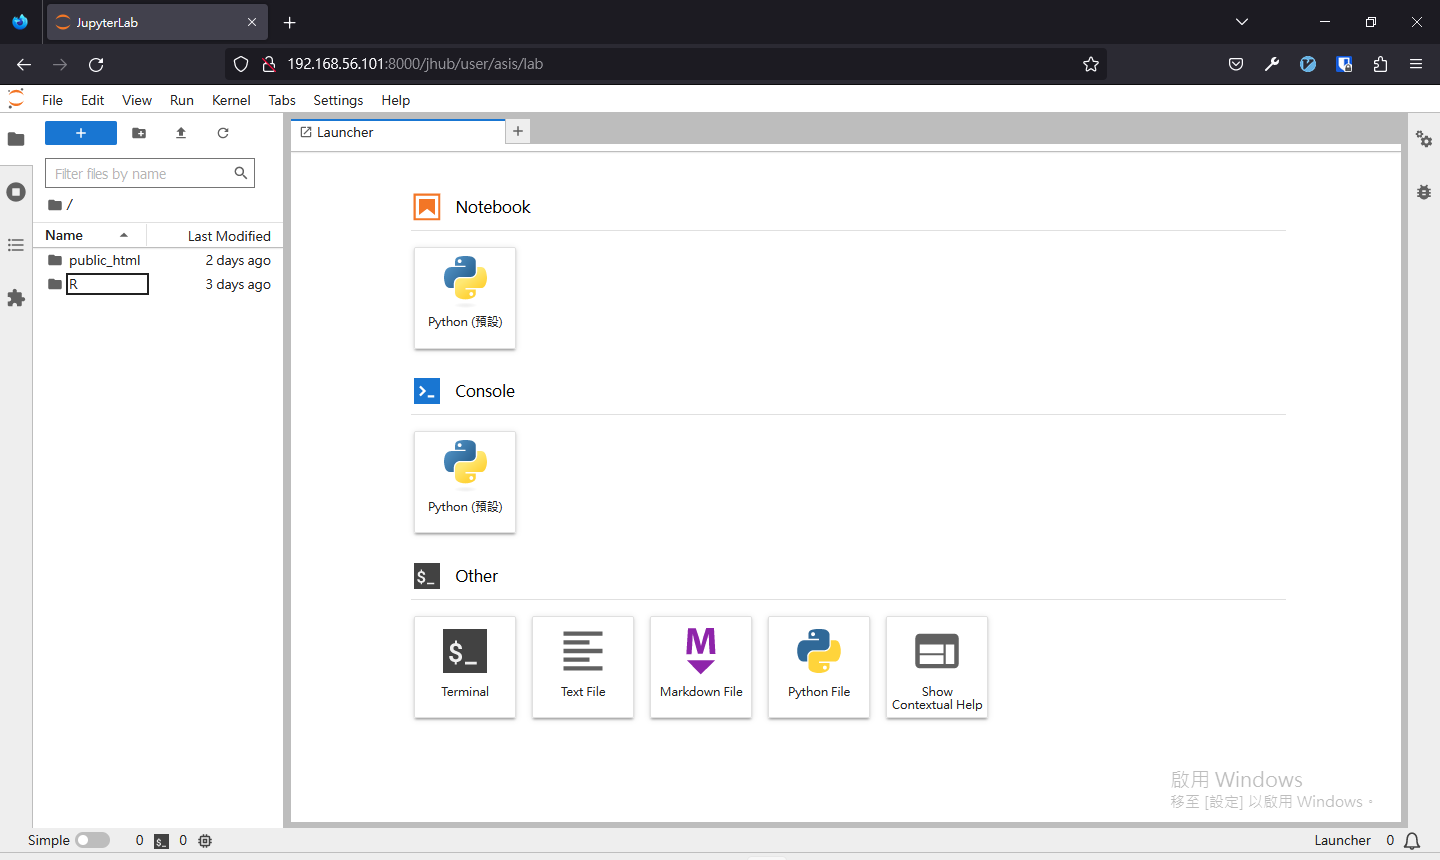 JupyterLab
192.168.56.101:8000/jhub/user/asis/lab
File Edit View Run Kernel Tabs Settings Help
Launcher
Filter files by name
/
Name Last Modified
public_html 2 days ago
R 3 days ago
Notebook
Python (預設)
Console
Python (預設)
Other
$_ Terminal
Text File
M Markdown File
Python File
Show
Contextual Help
啟用 Windows
移至 [設定] 以啟用 Windows。
Simple 0 $_ 0 Launcher 0